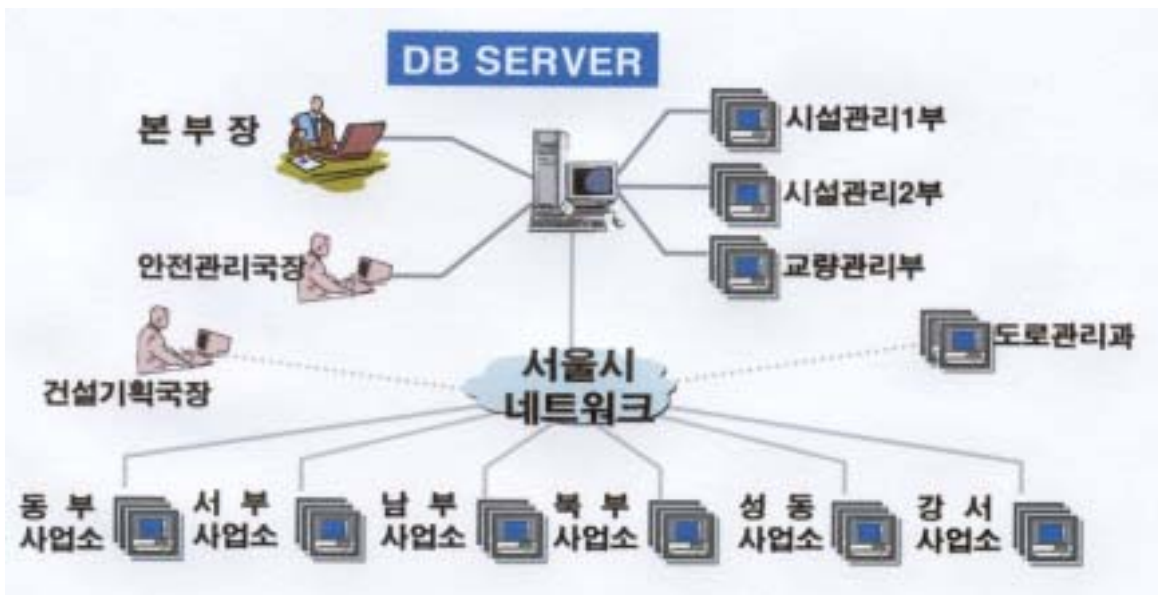 DB SERVER
본 부 장
시설관리1부
시설관리2부
안전관리국장
교량관리부
건설기획국장
도로관리과
서울시
네트워크
동 부
사업소
서 부
사업소
남 부
사업소
북 부
사업소
성 동
사업소
강 서
사업소